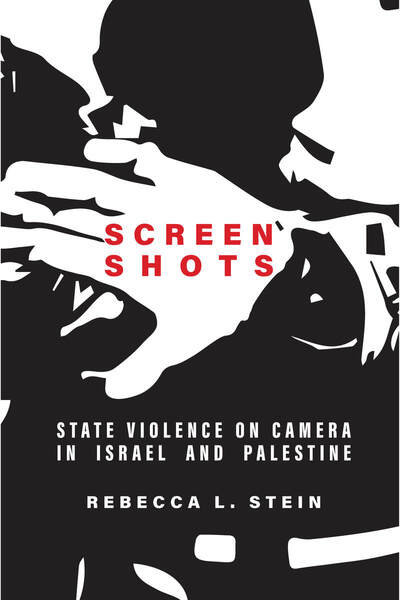 SCREEN
SHOTS
STATE VIOLENCE ON CAMERA
IN ISRAEL AND PALESTINE
REBECCA L. STEIN